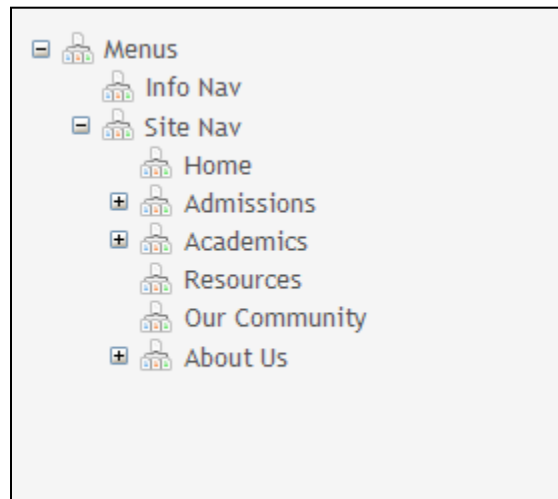 Menus
Info Nav
Site Nav
Home
Admissions
Academics
Resources
Our Community
About Us